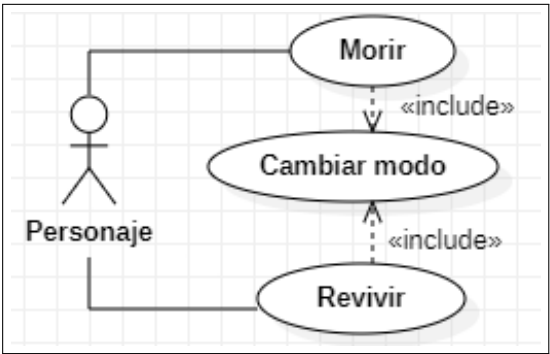 Morir
«include»
Cambiar modo
Personaje
«include»
Revivir